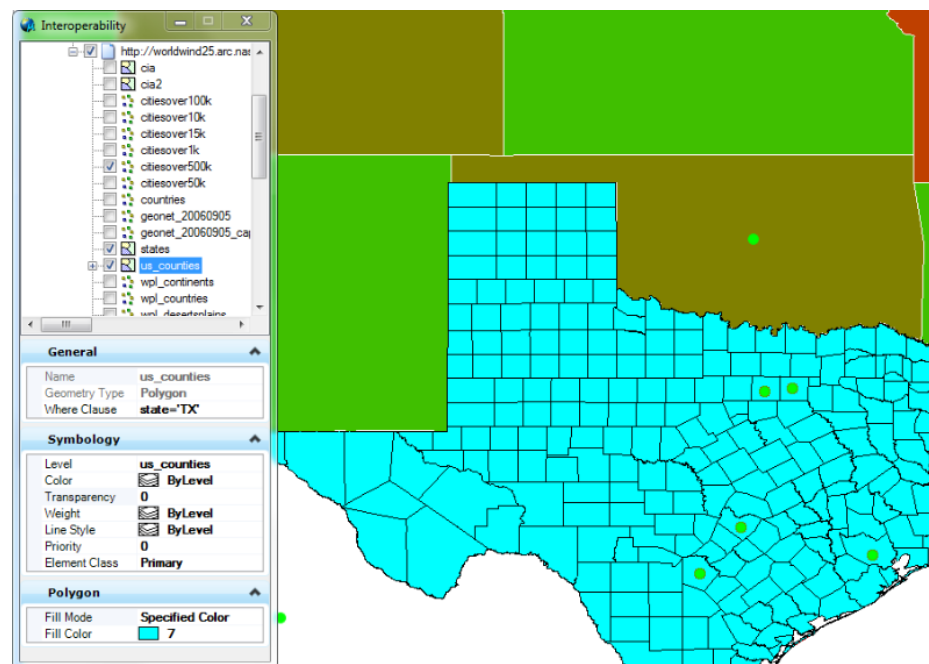 Interoperability
http://worldwind25.arc.nas
cia
cia2
citiesover100k
citiesover10k
citiesover15k
citiesover1k
citiesover500k
citiesover50k
countries
geonet_20060905
geonet_20060905_cap
states
us_counties
wpl_continents
wpl_countries
wpl_desertsplains
General
Name us_counties
Geometry Type Polygon
Where Clause state='TX'
Symbology
Level us_counties
Color ByLevel
Transparency 0
Weight ByLevel
Line Style ByLevel
Priority 0
Element Class Primary
Polygon
Fill Mode Specified Color
Fill Color 7